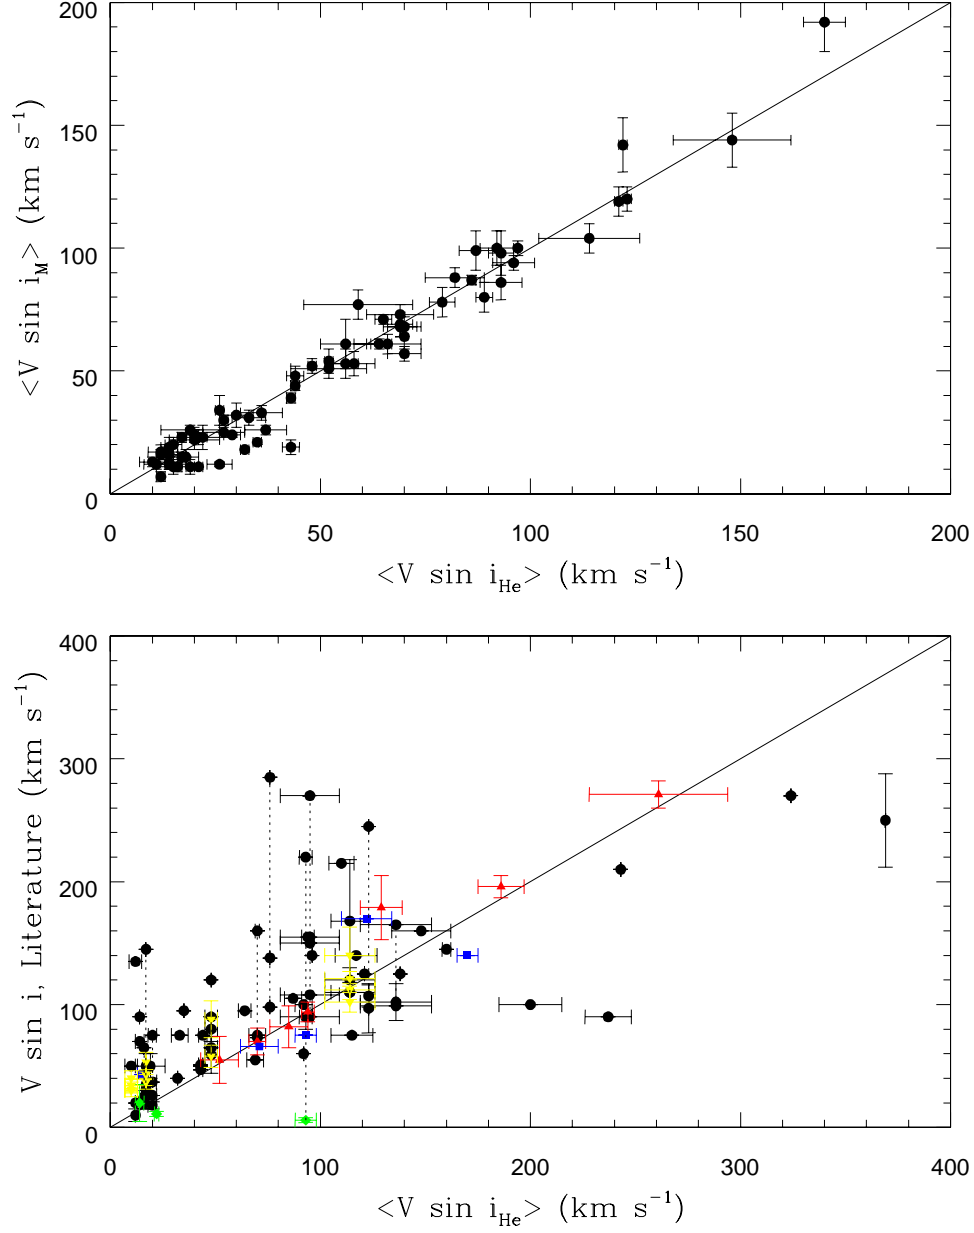 200
150
100
50
0
<V sin i_M> (km s⁻¹)
0 50 100 150 200
<V sin i_He> (km s⁻¹)
400
300
200
100
0
V sin i, Literature (km s⁻¹)
0 100 200 300 400
<V sin i_He> (km s⁻¹)